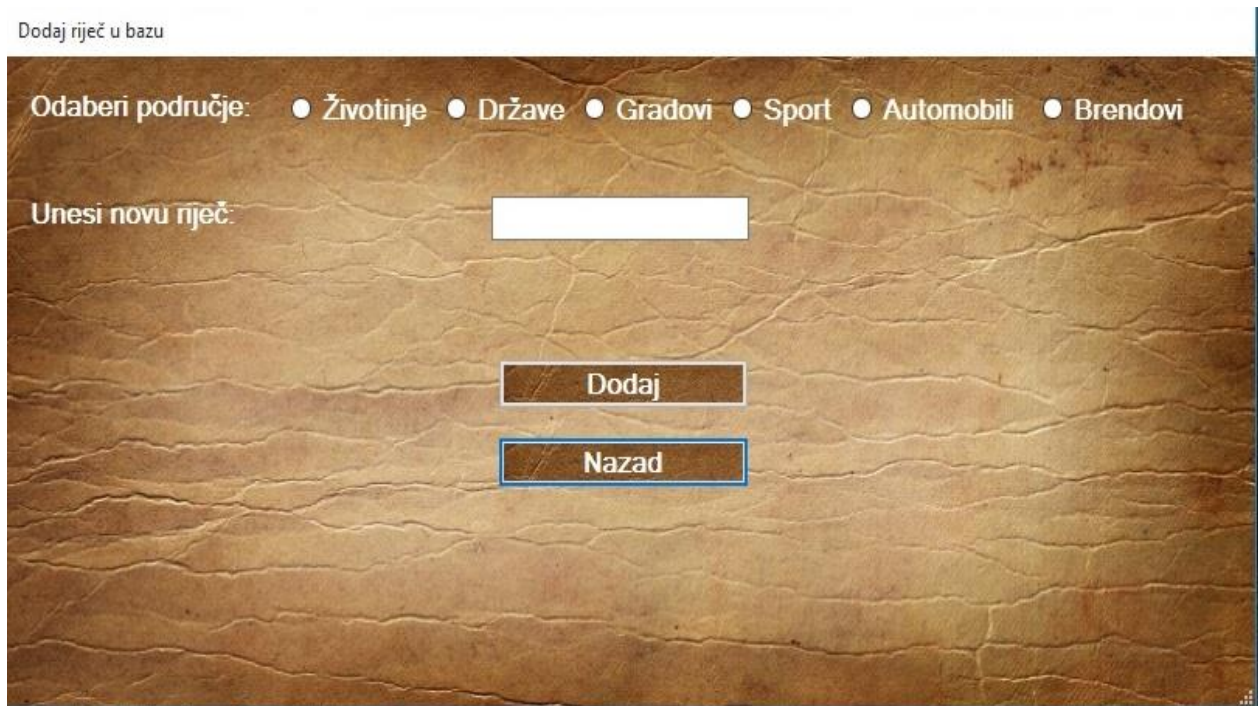 Dodaj riječ u bazu
Odaberi područje: Životinje Države Gradovi Sport Automobili Brendovi
Unesi novu riječ:
Dodaj
Nazad